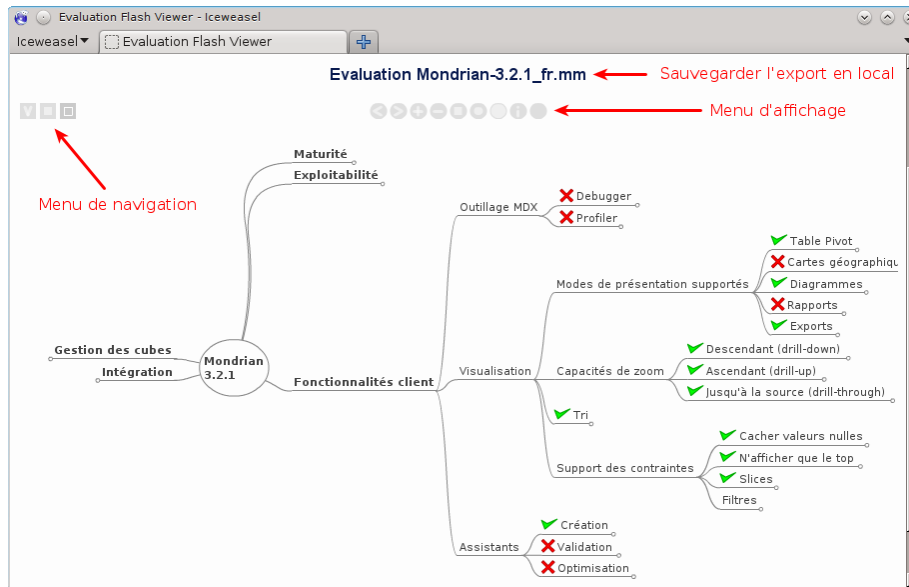 Evaluation Flash Viewer - Iceweasel
Iceweasel
Evaluation Flash Viewer
Evaluation Mondrian-3.2.1_fr.mm
Sauvegarder l'export en local
V
Menu d'affichage
Menu de navigation
Maturité
Exploitabilité
Gestion des cubes
Intégration
Mondrian
3.2.1
Fonctionnalités client
Outillage MDX
Debugger
Profiler
Visualisation
Modes de présentation supportés
Table Pivot
Cartes géographiqu
Diagrammes
Rapports
Exports
Capacités de zoom
Descendant (drill-down)
Ascendant (drill-up)
Jusqu'à la source (drill-through)
Tri
Support des contraintes
Cacher valeurs nulles
N'afficher que le top
Slices
Filtres
Assistants
Création
Validation
Optimisation